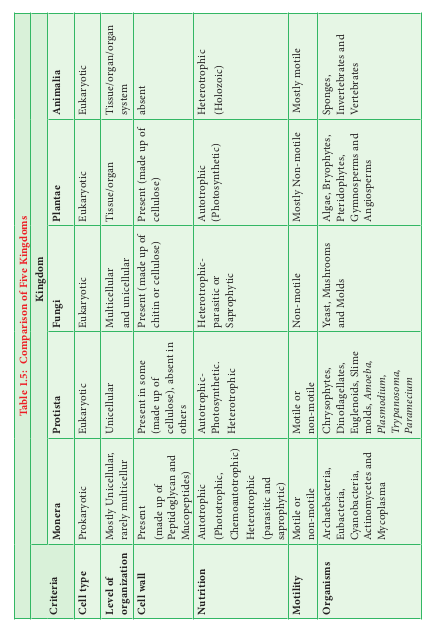 Table 1.5: Comparison of Five Kingdoms
Kingdom
Criteria
Monera
Protista
Fungi
Plantae
Animalia
Cell type
Prokaryotic
Eukaryotic
Eukaryotic
Eukaryotic
Eukaryotic
Level of
organization
Mostly Unicellular,
rarely multicellur
Unicellular
Multicellular
and unicellular
Tissue/organ
Tissue/organ/organ
system
Cell wall
Present
(made up of
Peptidoglycan and
Mucopeptides)
Present in some
(made up of
cellulose), absent in
others
Present (made up of
chitin or cellulose)
Present (made up of
cellulose)
absent
Nutrition
Autotrophic
(Phototrophic,
Chemoautotrophic)
Heterotrophic
(parasitic and
saprophytic)
Autotrophic-
Photosynthetic.
Heterotrophic
Heterotrophic-
parasitic or
Saprophytic
Autotrophic
(Photosynthetic)
Heterotrophic
(Holozoic)
Motility
Motile or
non-motile
Motile or
non-motile
Non-motile
Mostly Non-motile
Mostly motile
Organisms
Archaebacteria,
Eubacteria,
Cyanobacteria,
Actinomycetes and
Mycoplasma
Chrysophytes,
Dinoflagellates,
Euglenoids, Slime
molds, Amoeba,
Plasmodium,
Trypanosoma,
Paramecium
Yeast, Mushrooms
and Molds
Algae, Bryophytes,
Pteridophytes,
Gymnosperms and
Angiosperms
Sponges,
Invertebrates and
Vertebrates